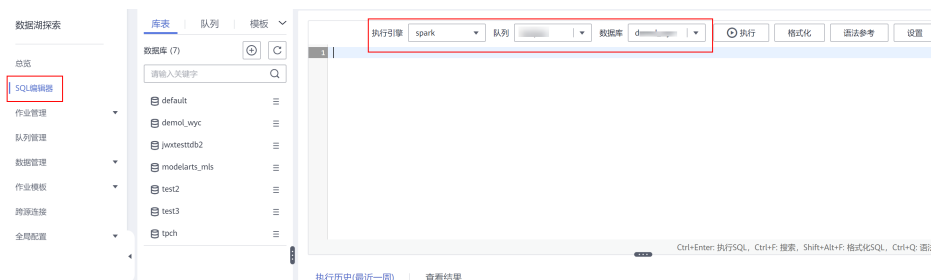 数据湖探索
总览
SQL编辑器
作业管理
队列管理
数据管理
作业模板
跨源连接
全局配置
库表 队列 模板
数据库 (7)
请输入关键字
default
demol_wyc
jwxtesttdb2
modelarts_mls
test2
test3
tpch
执行引擎 spark 队列 数据库 执行 格式化 语法参考 设置
1
Ctrl+Enter: 执行SQL, Ctrl+F: 搜索, Shift+Alt+F: 格式化SQL, Ctrl+Q: 语
执行历史(最近一周) 查看结果